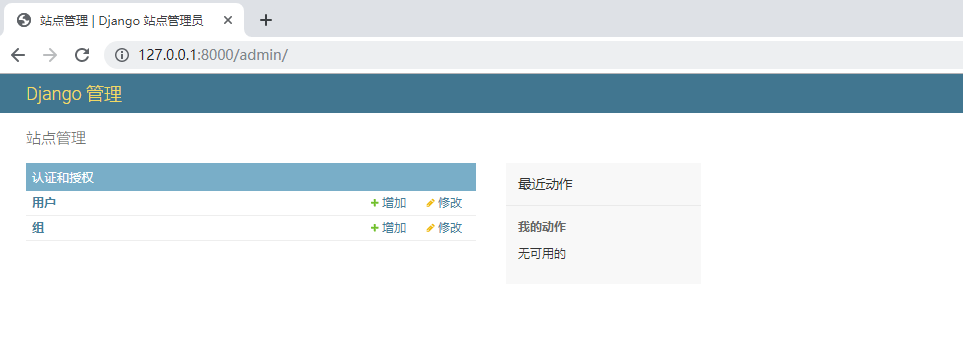 站点管理 | Django 站点管理员
127.0.0.1:8000/admin/
Django 管理
站点管理
认证和授权
用户 增加 修改
组 增加 修改
最近动作
我的动作
无可用的